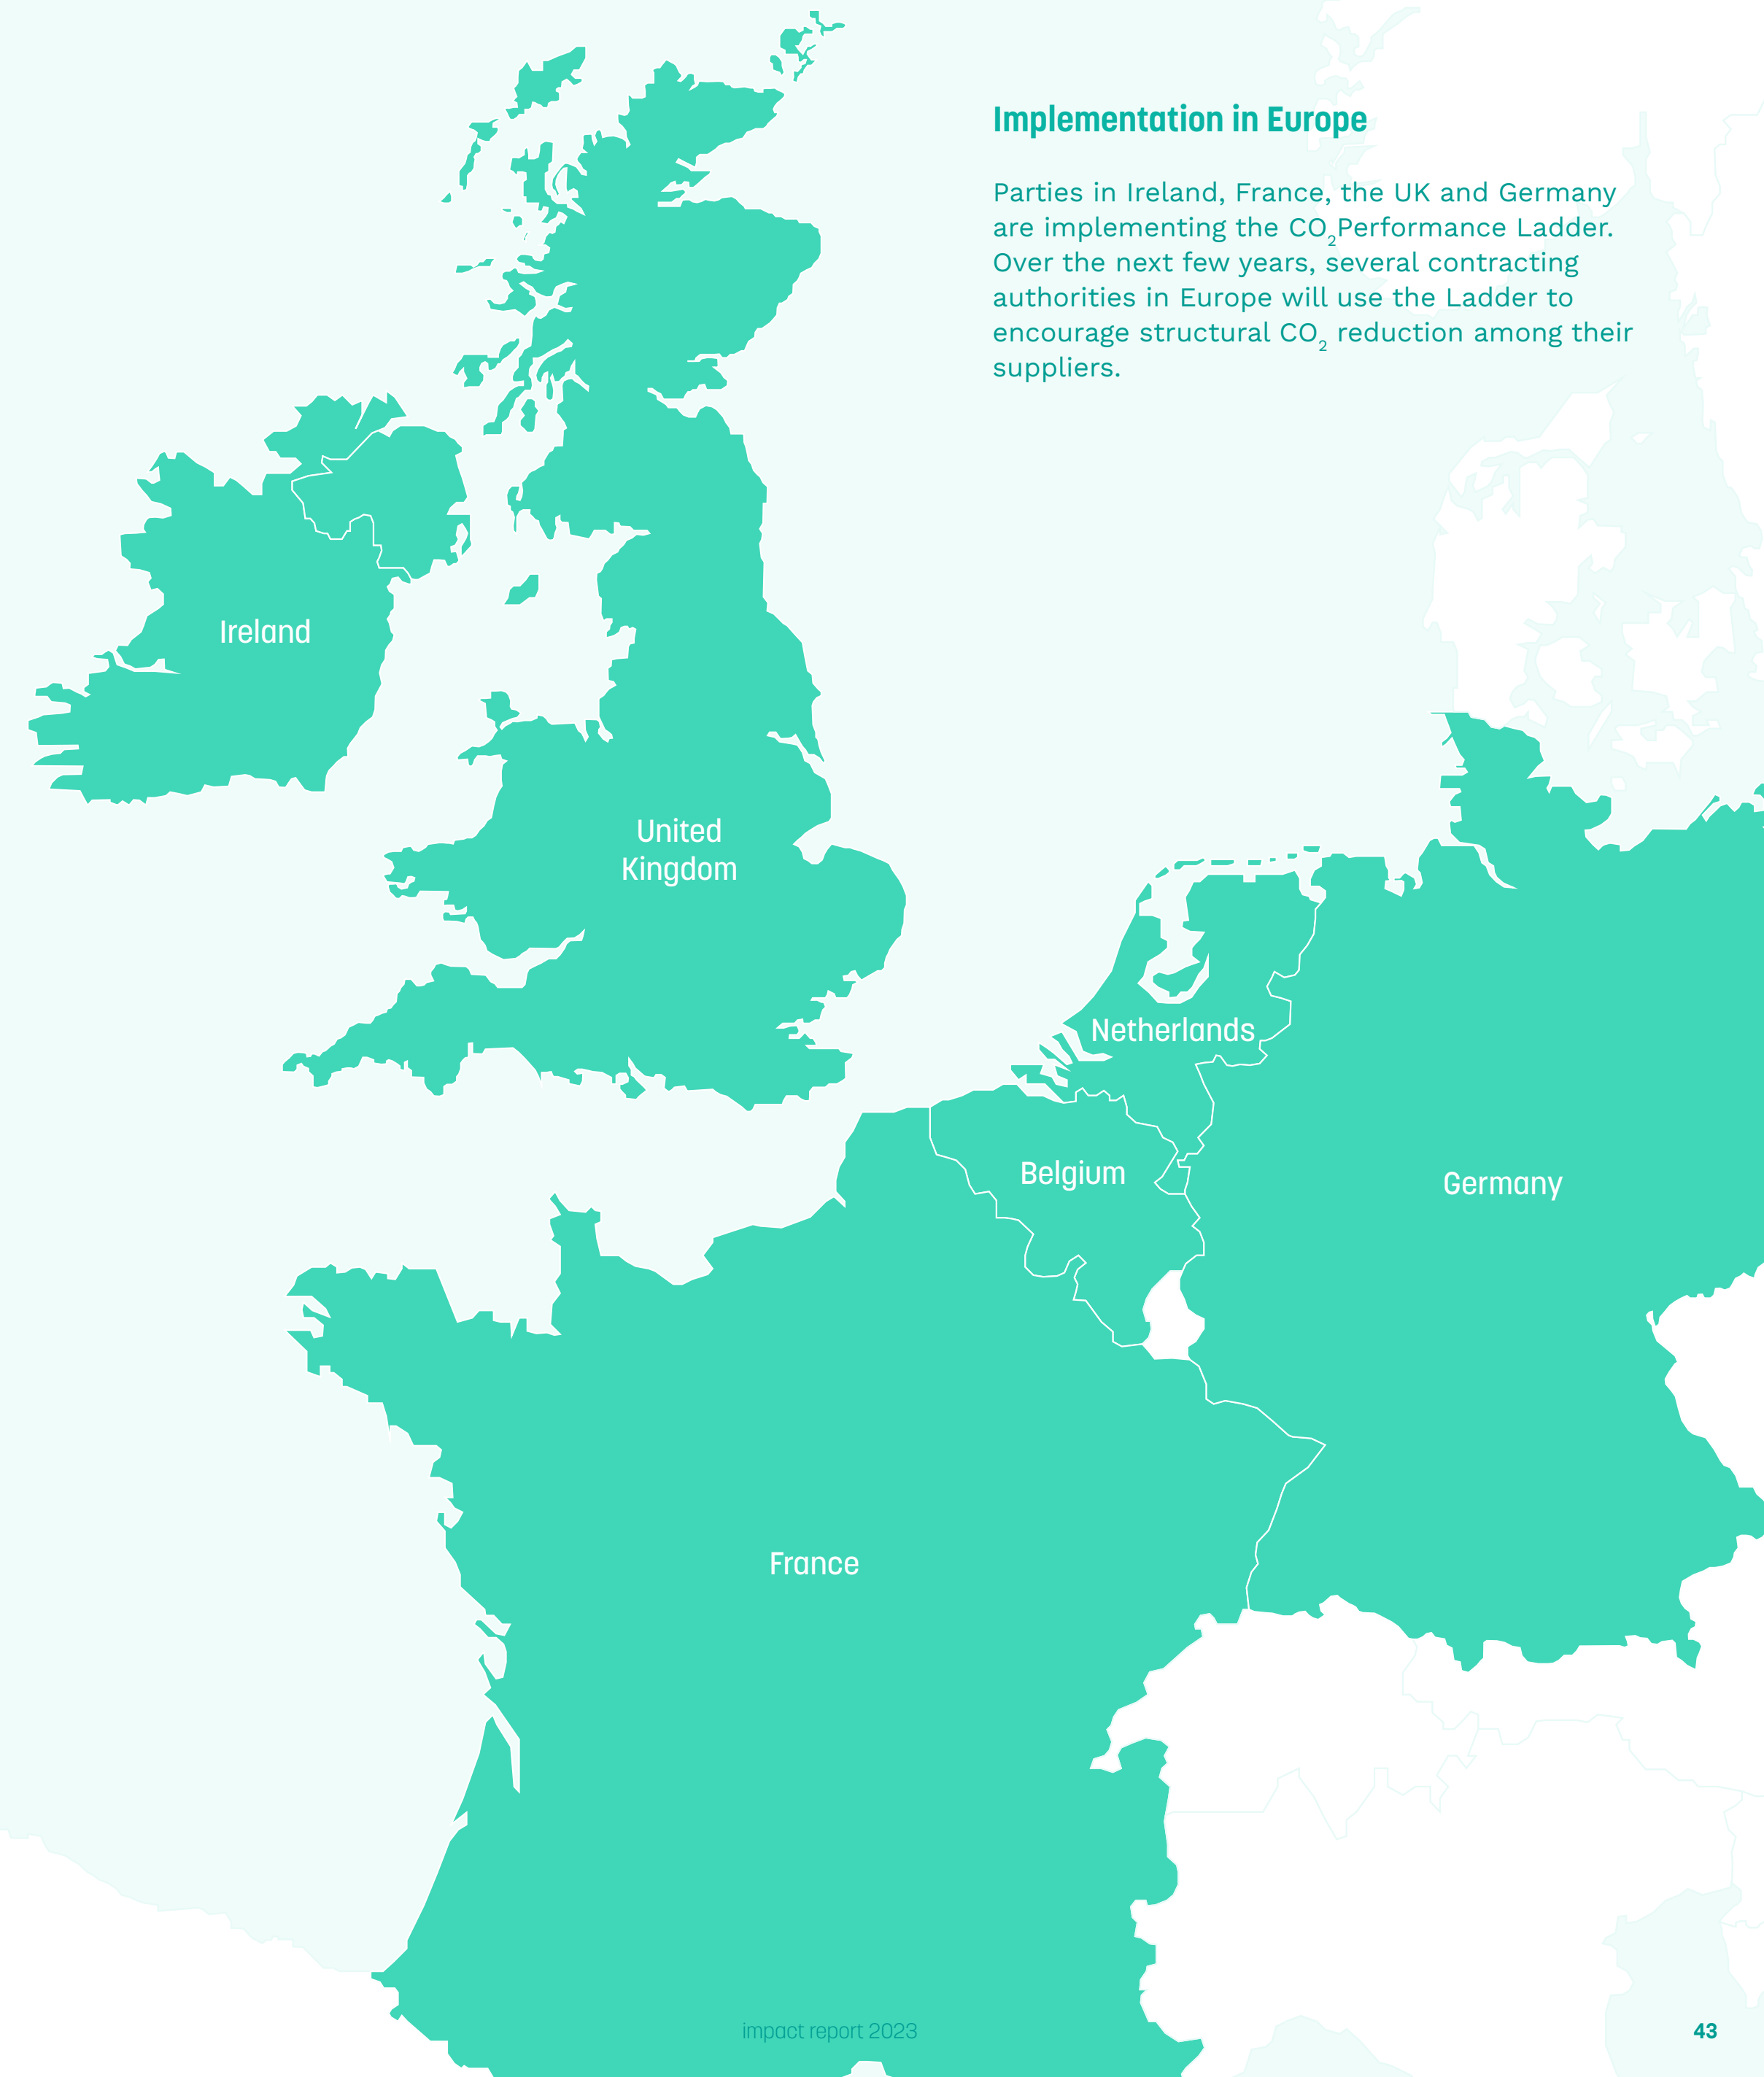 Implementation in Europe
Parties in Ireland, France, the UK and Germany
are implementing the CO₂Performance Ladder.
Over the next few years, several contracting
authorities in Europe will use the Ladder to
encourage structural CO₂ reduction among their
suppliers.
Ireland
United
Kingdom
Netherlands
Belgium
Germany
France
impact report 2023
43